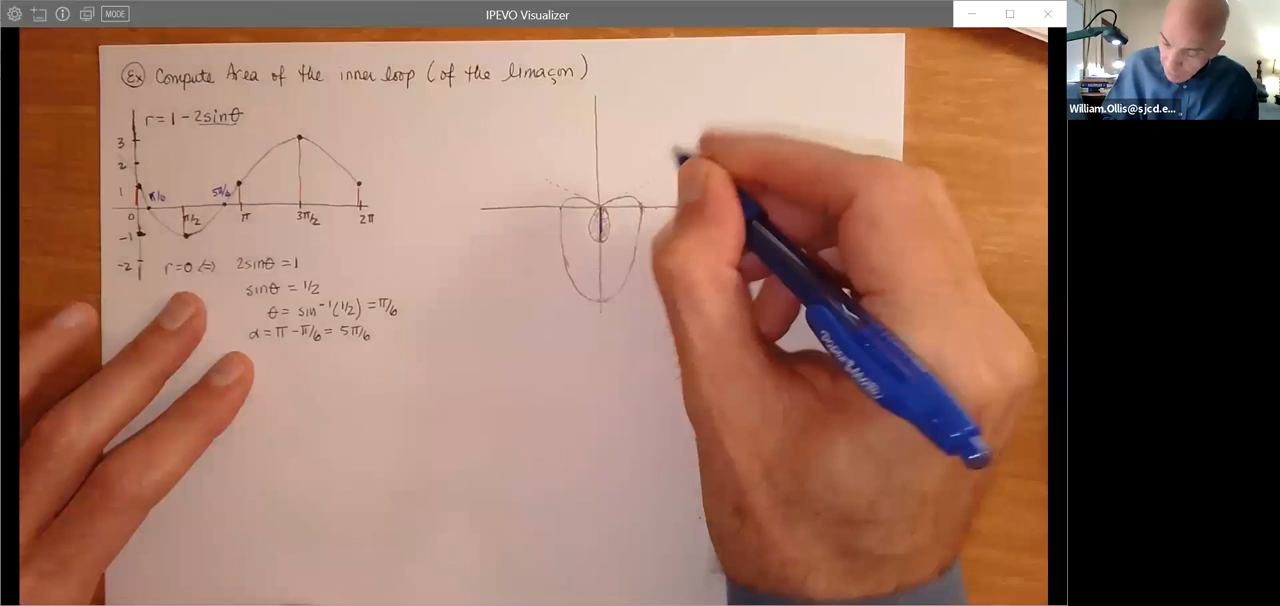 IPEVO Visualizer
MODE
William.Ollis@sjcd.e...
Ex Compute Area of the inner loop (of the limaçon)
r = 1 - 2sinθ
3
2
1
0
-1
-2
π/6
π/2
5π/6
π
3π/2
2π
r=0 ⇔ 2sinθ = 1
sinθ = 1/2
θ = sin⁻¹(1/2) = π/6
α = π - π/6 = 5π/6